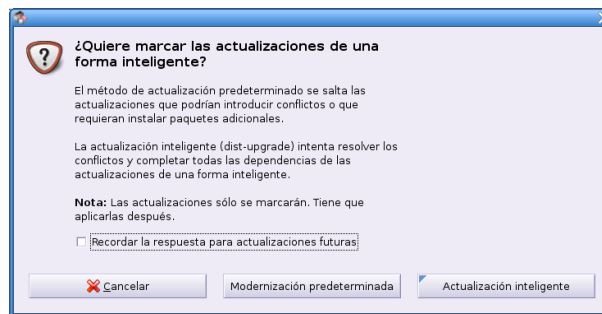 ¿Quiere marcar las actualizaciones de una
forma inteligente?
El método de actualización predeterminado se salta las
actualizaciones que podrían introducir conflictos o que
requieran instalar paquetes adicionales.
La actualización inteligente (dist-upgrade) intenta resolver los
conflictos y completar todas las dependencias de las
actualizaciones de una forma inteligente.
Nota: Las actualizaciones sólo se marcarán. Tiene que
aplicarlas después.
Recordar la respuesta para actualizaciones futuras
Cancelar Modernización predeterminada Actualización inteligente